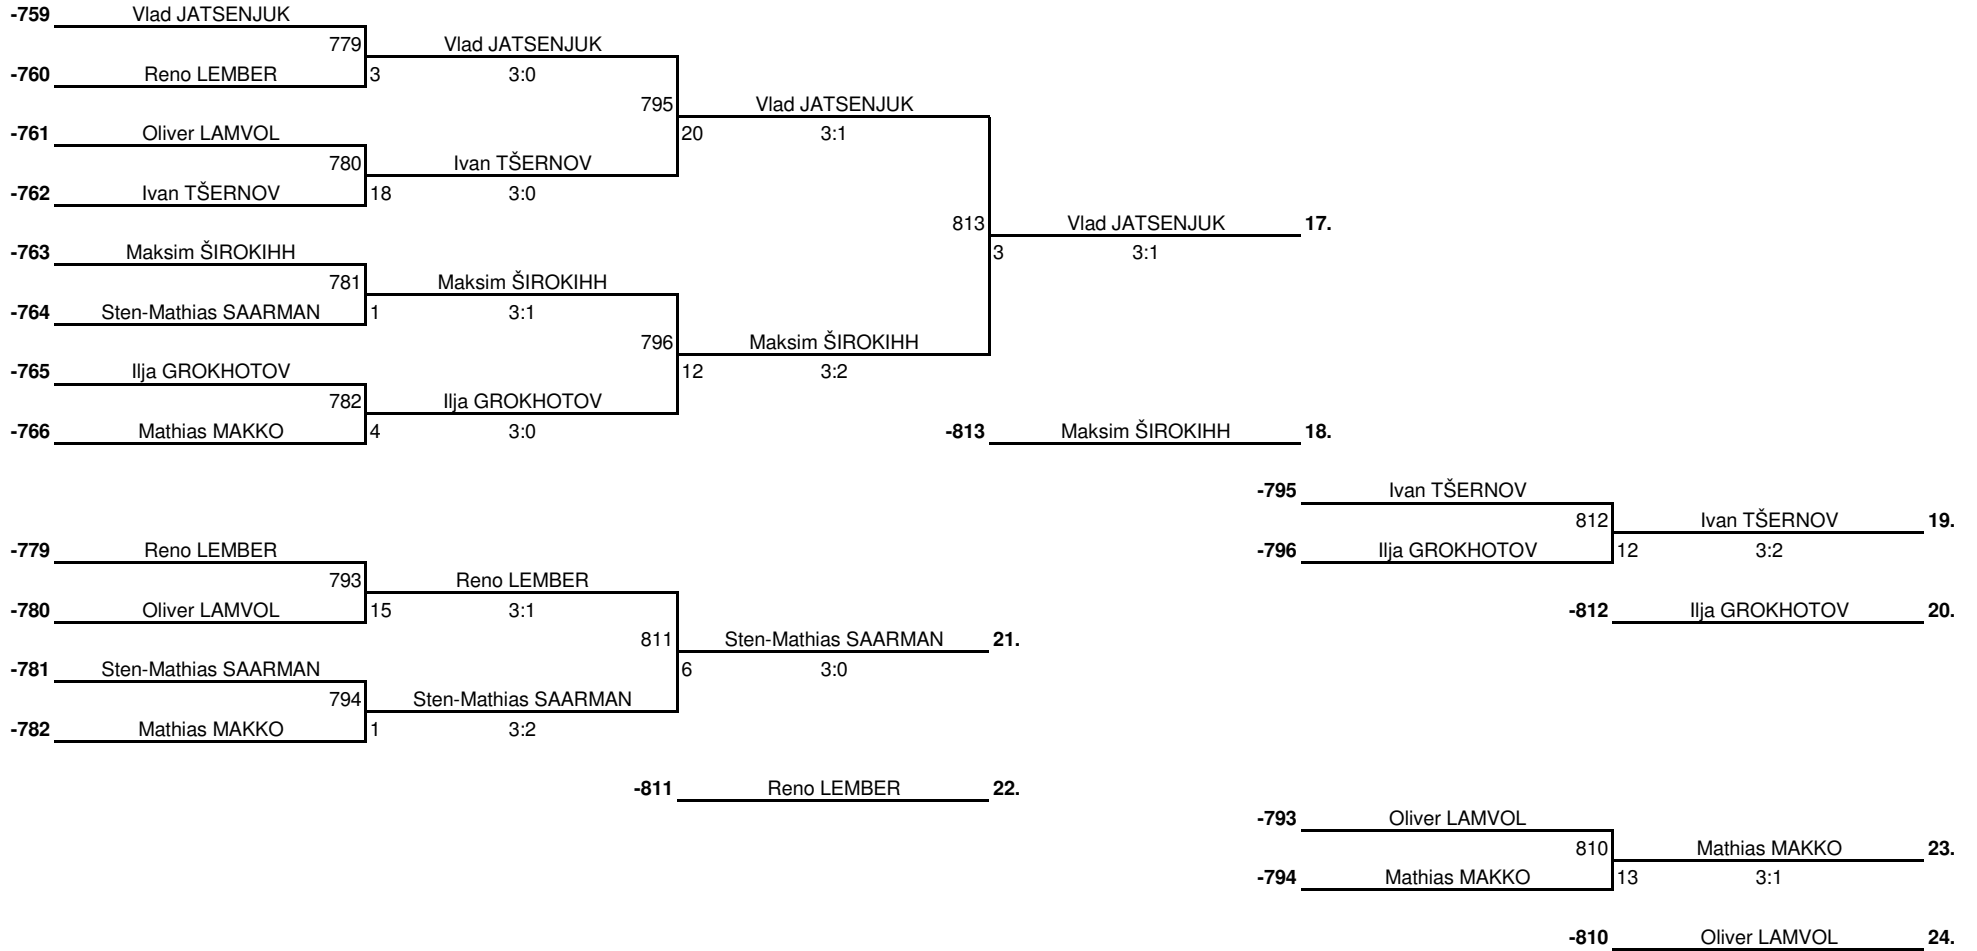 -759 Vlad JATSENJUK
779 Vlad JATSENJUK
-760 Reno LEMBER 3 3:0
795 Vlad JATSENJUK
-761 Oliver LAMVOL 20 3:1
780 Ivan TŠERNOV
-762 Ivan TŠERNOV 18 3:0
813 Vlad JATSENJUK 17.
-763 Maksim ŠIROKIHH 3 3:1
781 Maksim ŠIROKIHH
-764 Sten-Mathias SAARMAN 1 3:1
796 Maksim ŠIROKIHH
-765 Ilja GROKHOTOV 12 3:2
782 Ilja GROKHOTOV
-766 Mathias MAKKO 4 3:0 -813 Maksim ŠIROKIHH 18.
-795 Ivan TŠERNOV
812 Ivan TŠERNOV 19.
-779 Reno LEMBER -796 Ilja GROKHOTOV 12 3:2
793 Reno LEMBER
-780 Oliver LAMVOL 15 3:1 -812 Ilja GROKHOTOV 20.
811 Sten-Mathias SAARMAN 21.
-781 Sten-Mathias SAARMAN 6 3:0
794 Sten-Mathias SAARMAN
-782 Mathias MAKKO 1 3:2
-811 Reno LEMBER 22.
-793 Oliver LAMVOL
810 Mathias MAKKO 23.
-794 Mathias MAKKO 13 3:1
-810 Oliver LAMVOL 24.